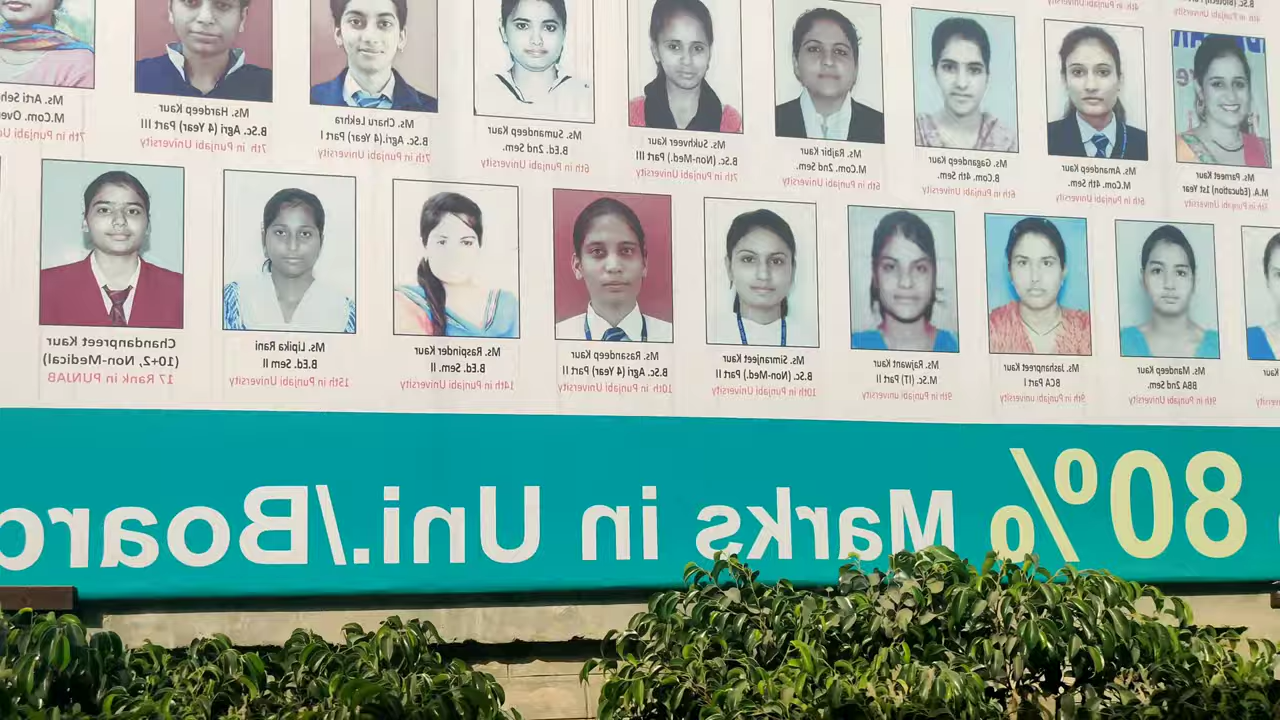 4th in Punjabi University
Ms. Parneet Kaur
M.A. (Education) 1st Year
in Punjabi University
Ms. Amandeep Kaur
M.Com. 4th Sem.
in Punjabi University
Ms. Gagandeep Kaur
B.Com. 4th Sem.
6th in Punjabi University
Ms. Rajbir Kaur
M.Com. 2nd Sem.
6th in Punjabi University
Ms. Sukhveer Kaur
B.Sc. (Non-Med.) Part III
7th in Punjabi University
Ms. Sumandeep Kaur
B.Ed. 2nd sem.
6th in Punjabi University
Ms. Charu Lekhra
B.Sc. Agri (4 Year) Part I
7th in Punjabi University
Ms. Hardeep Kaur
B.Sc. Agri (4 Year) Part III
7th in Punjabi University
Ms. Arti
M.Com.
7th in Punjabi
Ms. Mandeep Kaur
BBA 2nd Sem.
9th in Punjabi University
Ms. Jashanpreet Kaur
BCA Part I
9th in Punjabi University
Ms. Rajwant Kaur
M.Sc. (IT) Part II
9th in Punjabi university
Ms. Simranjeet Kaur
B.Sc. (Non-Med.) Part II
10th in Punjabi University
Ms. Rasandeep Kaur
B.Sc. Agri (4 Year) Part II
10th in Punjabi University
Ms. Raspinder Kaur
B.Ed. Sem. II
14th in Punjabi University
Ms. Lipika Rani
B.Ed. Sem II
15th in Punjabi University
Chandanpreet Kaur
(10+2, Non-Medical)
17 Rank in PUNJAB
80% Marks in Uni./Board